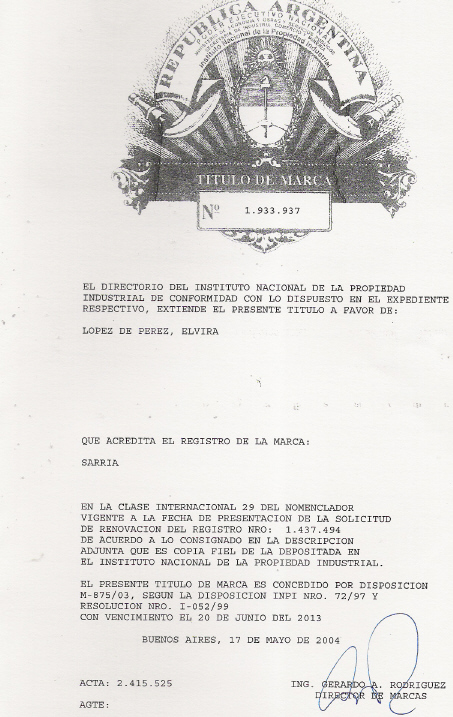 REPUBLICA ARGENTINA
Instituto Nacional de la Propiedad Industrial
TITULO DE MARCA
Nº 1.933.937
EL DIRECTORIO DEL INSTITUTO NACIONAL DE LA PROPIEDAD
INDUSTRIAL DE CONFORMIDAD CON LO DISPUESTO EN EL EXPEDIENTE
RESPECTIVO, EXTIENDE EL PRESENTE TITULO A FAVOR DE:
LOPEZ DE PEREZ, ELVIRA
QUE ACREDITA EL REGISTRO DE LA MARCA:
SARRIA
EN LA CLASE INTERNACIONAL 29 DEL NOMENCLADOR
VIGENTE A LA FECHA DE PRESENTACION DE LA SOLICITUD
DE RENOVACION DEL REGISTRO NRO: 1.437.494
DE ACUERDO A LO CONSIGNADO EN LA DESCRIPCION
ADJUNTA QUE ES COPIA FIEL DE LA DEPOSITADA EN
EL INSTITUTO NACIONAL DE LA PROPIEDAD INDUSTRIAL.
EL PRESENTE TITULO DE MARCA ES CONCEDIDO POR DISPOSICION
M-875/03, SEGUN LA DISPOSICION INPI NRO. 72/97 Y
RESOLUCION NRO. I-052/99
CON VENCIMIENTO EL 20 DE JUNIO DEL 2013
BUENOS AIRES, 17 DE MAYO DE 2004
ACTA: 2.415.525
ING. GERARDO A. RODRIGUEZ
DIRECTOR DE MARCAS
AGTE: